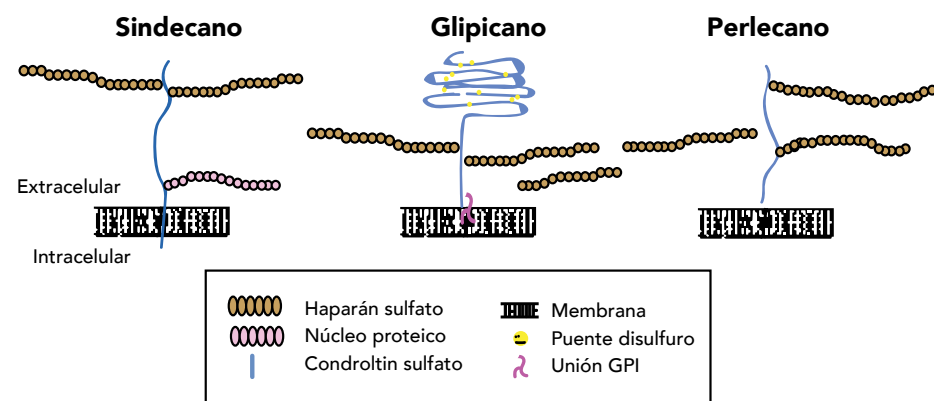 Sindecano
Glipicano
Perlecano
Extracelular
Intracelular
Haparán sulfato
Núcleo proteico
Condroltin sulfato
Membrana
Puente disulfuro
Unión GPI